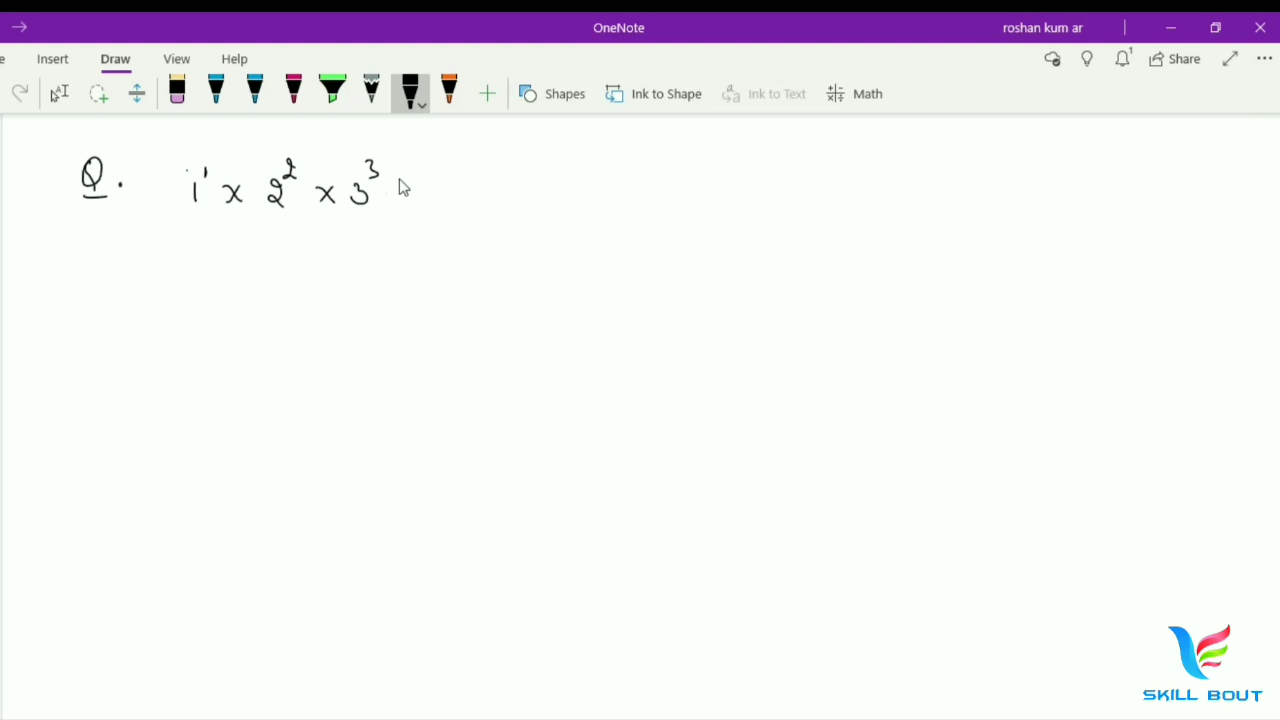 OneNote
roshan kum ar
Insert Draw View Help
1
Share
Shapes Ink to Shape Ink to Text Math
Q. 1¹ x 2² x 3³
SKILL BOUT